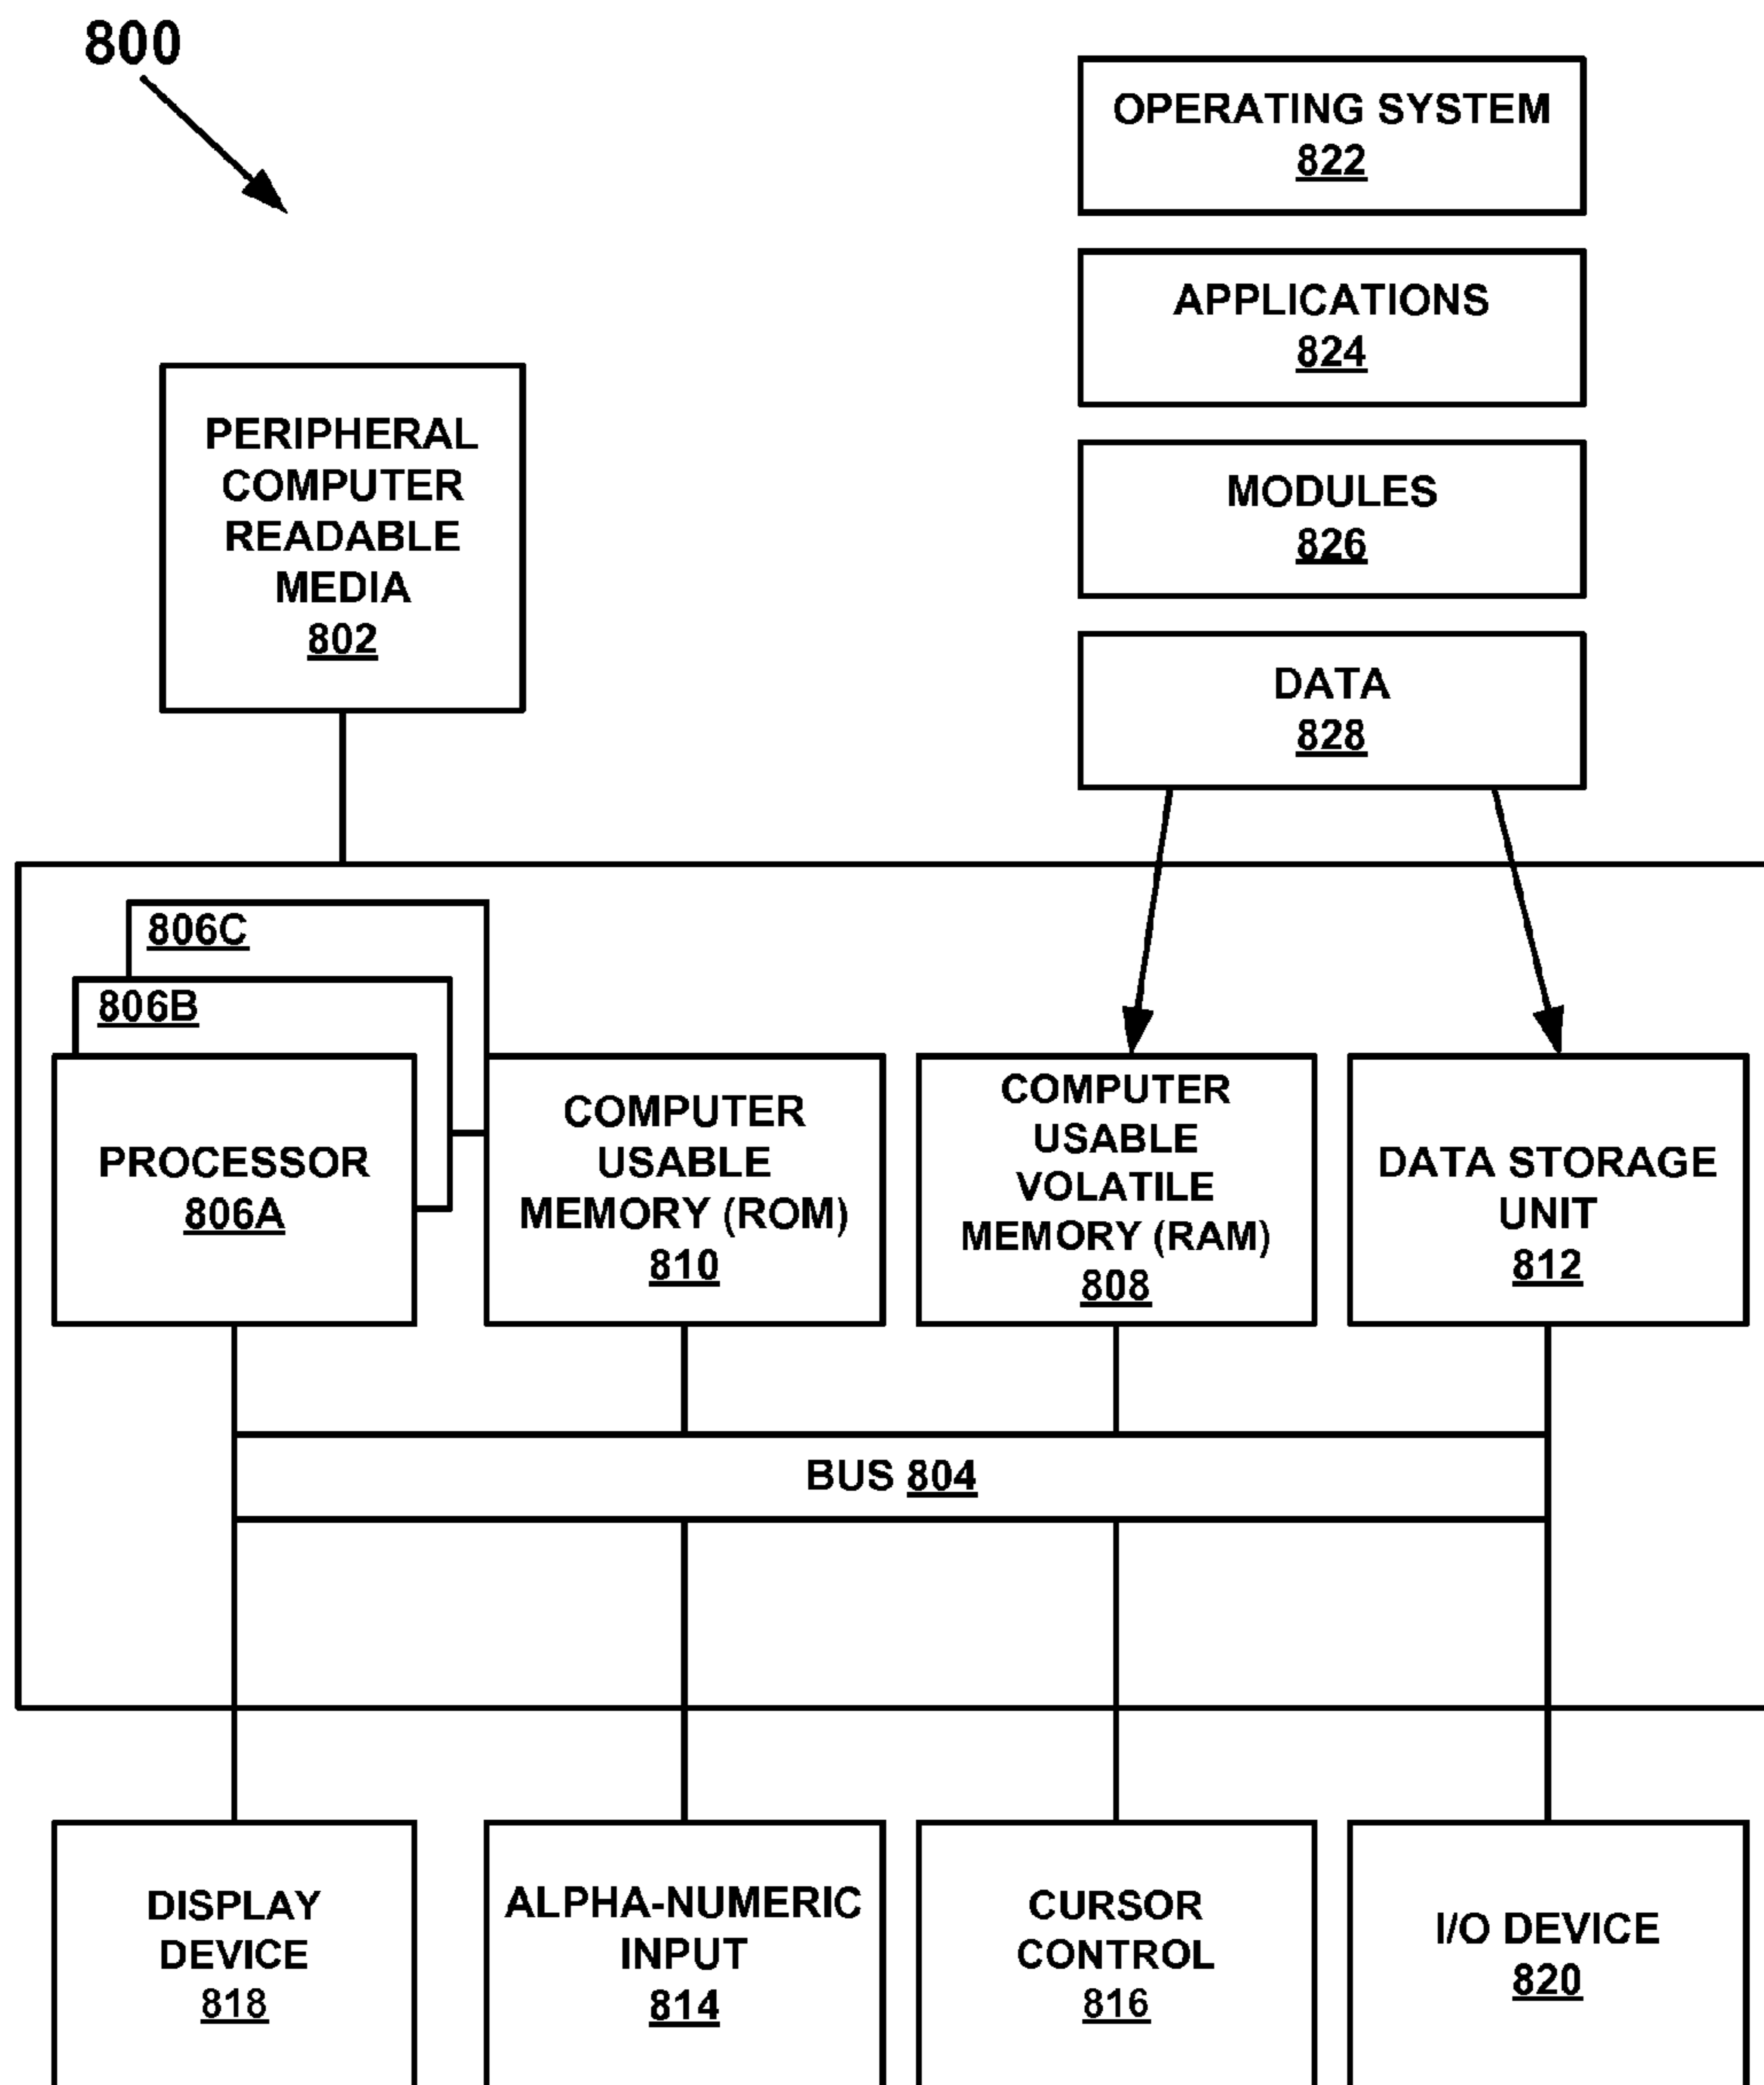 800
OPERATING SYSTEM
822
APPLICATIONS
824
MODULES
826
DATA
828
PERIPHERAL
COMPUTER
READABLE
MEDIA
802
806C
806B
PROCESSOR
806A
COMPUTER
USABLE
MEMORY (ROM)
810
COMPUTER
USABLE
VOLATILE
MEMORY (RAM)
808
DATA STORAGE
UNIT
812
BUS 804
DISPLAY
DEVICE
818
ALPHA-NUMERIC
INPUT
814
CURSOR
CONTROL
816
I/O DEVICE
820